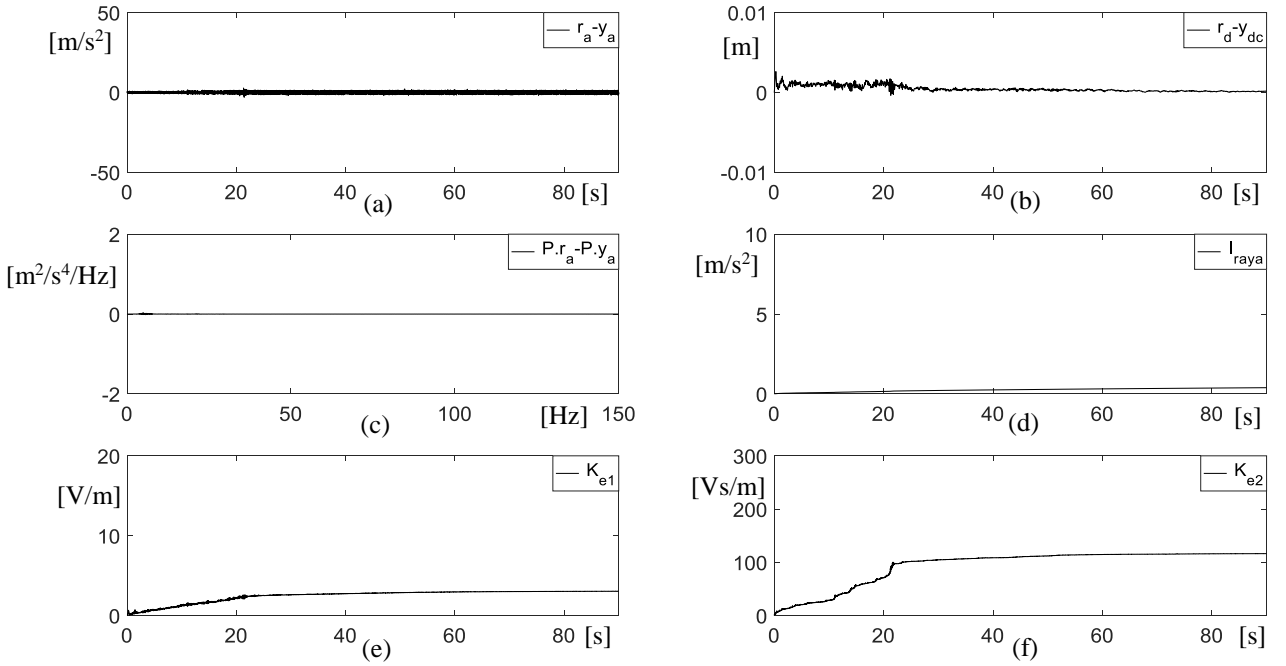 50
[m/s²]
0
-50
r_a-y_a
0 20 40 60 80 [s]
(a)
0.01
[m]
0
-0.01
r_d-y_dc
0 20 40 60 80 [s]
(b)
2
[m²/s⁴/Hz]
0
-2
P.r_a-P.y_a
0 50 [Hz] 100 150
(c)
10
[m/s²]
5
0
I_raya
0 20 40 60 80 [s]
(d)
20
[V/m]
10
0
K_e1
0 20 40 60 80 [s]
(e)
300
[Vs/m]
200
100
0
K_e2
0 20 40 60 80 [s]
(f)